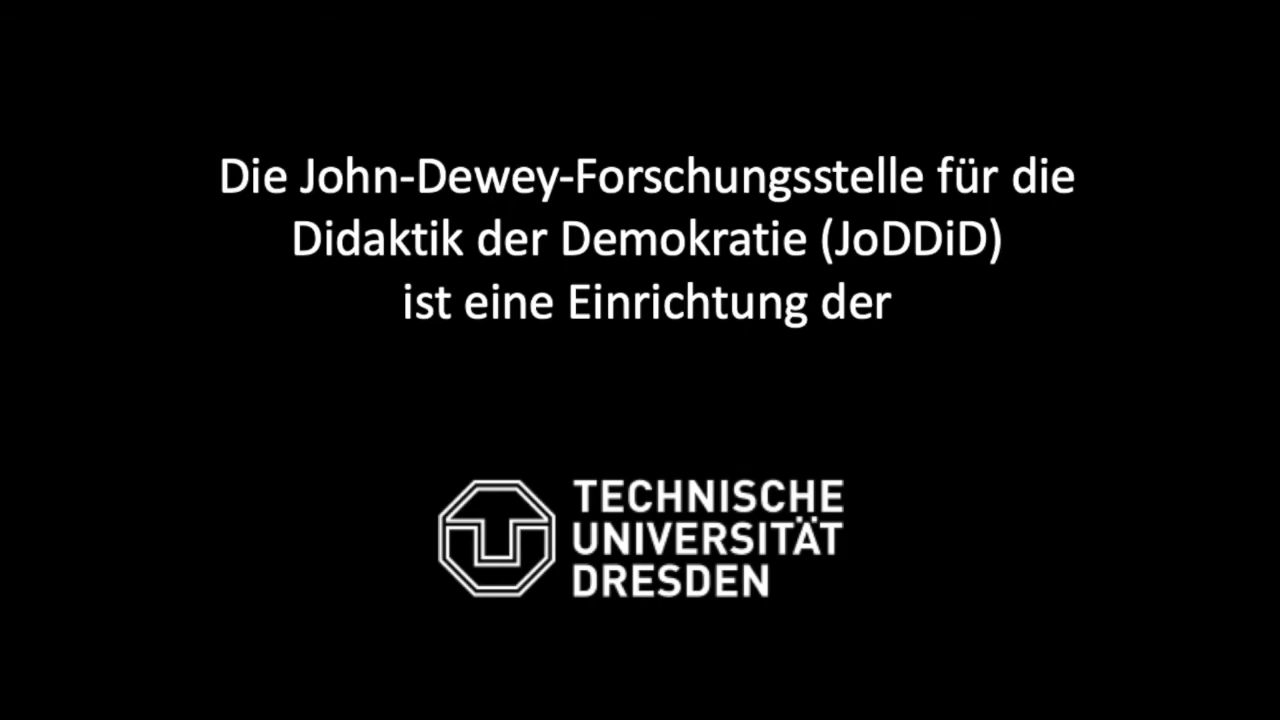 Die John-Dewey-Forschungsstelle für die
Didaktik der Demokratie (JoDDiD)
ist eine Einrichtung der
TECHNISCHE
UNIVERSITÄT
DRESDEN